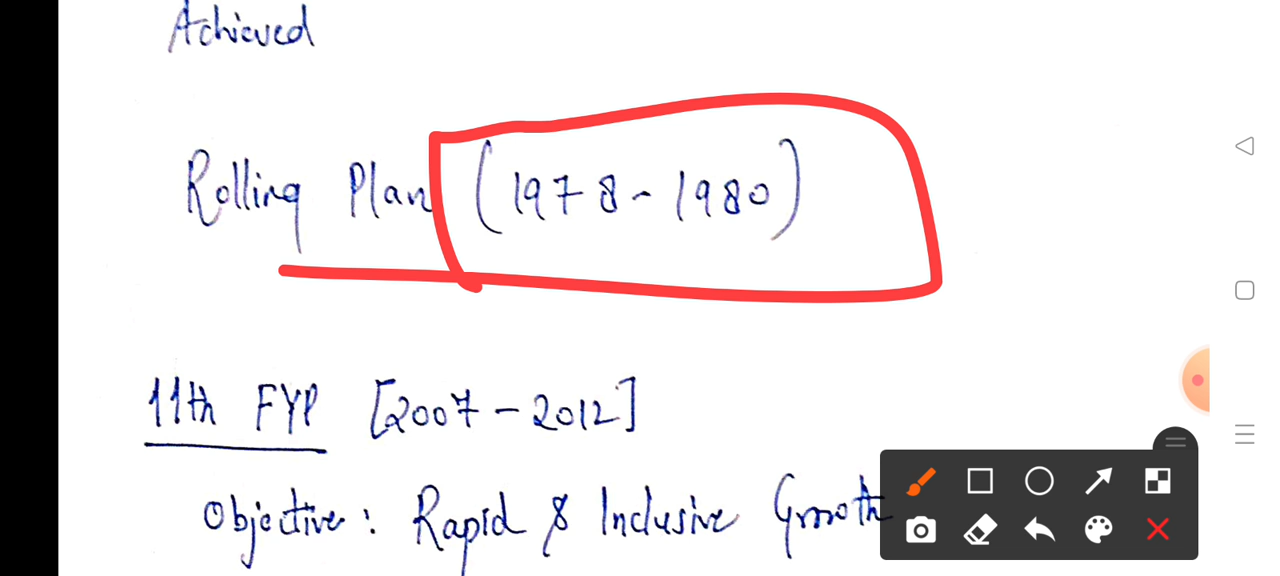 Achieved
Rolling Plan (1978-1980)
11th FYP [2007-2012]
Objective: Rapid & Inclusive Growth